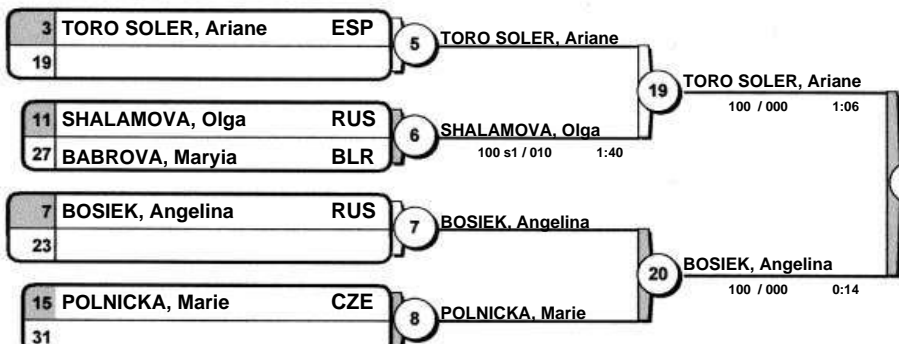 3 TORO SOLER, Ariane ESP
19
5
TORO SOLER, Ariane
11 SHALAMOVA, Olga RUS
27 BABROVA, Maryia BLR
6
SHALAMOVA, Olga
100 s1 / 010 1:40
19
TORO SOLER, Ariane
100 / 000 1:06
7 BOSIEK, Angelina RUS
23
7
BOSIEK, Angelina
15 POLNICKA, Marie CZE
31
8
POLNICKA, Marie
20
BOSIEK, Angelina
100 / 000 0:14